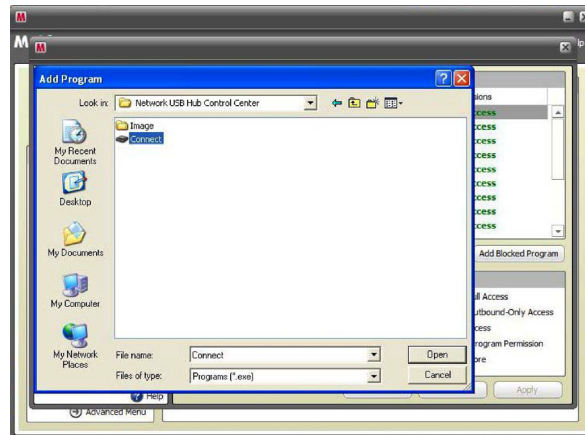 Add Program
Look in:
Network USB Hub Control Center
My Recent Documents
Desktop
My Documents
My Computer
My Network Places
Image
Connect
File name:
Connect
Open
Files of type:
Programs (*.exe)
Cancel
ccess
ccess
ccess
ccess
ccess
ccess
ccess
ccess
ccess
Add Blocked Program
ll Access
utbound-Only Access
cess
rogram Permission
ore
Help
Apply
Advanced Menu